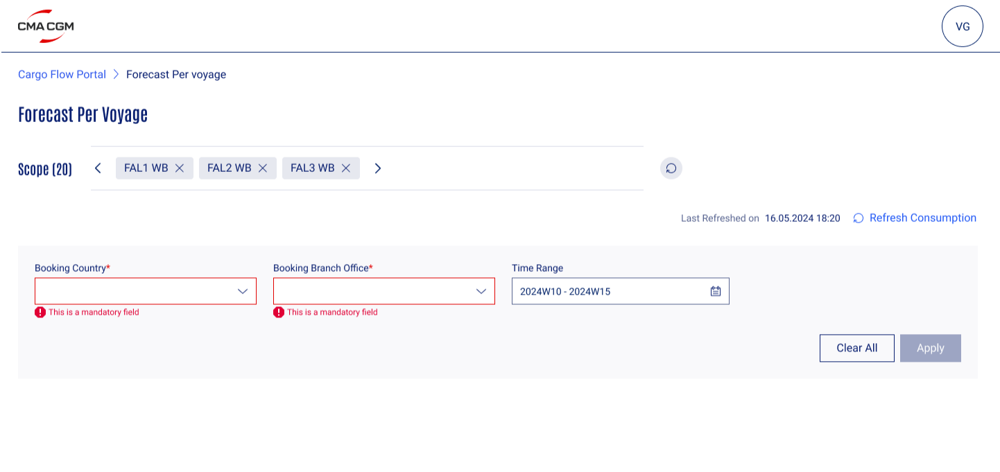 CMA CGM
VG
Cargo Flow Portal > Forecast Per voyage
Forecast Per Voyage
Scope (20)
FAL1 WB
FAL2 WB
FAL3 WB
Last Refreshed on 16.05.2024 18:20
Refresh Consumption
Booking Country*
Booking Branch Office*
Time Range
2024W10 - 2024W15
This is a mandatory field
This is a mandatory field
Clear All
Apply